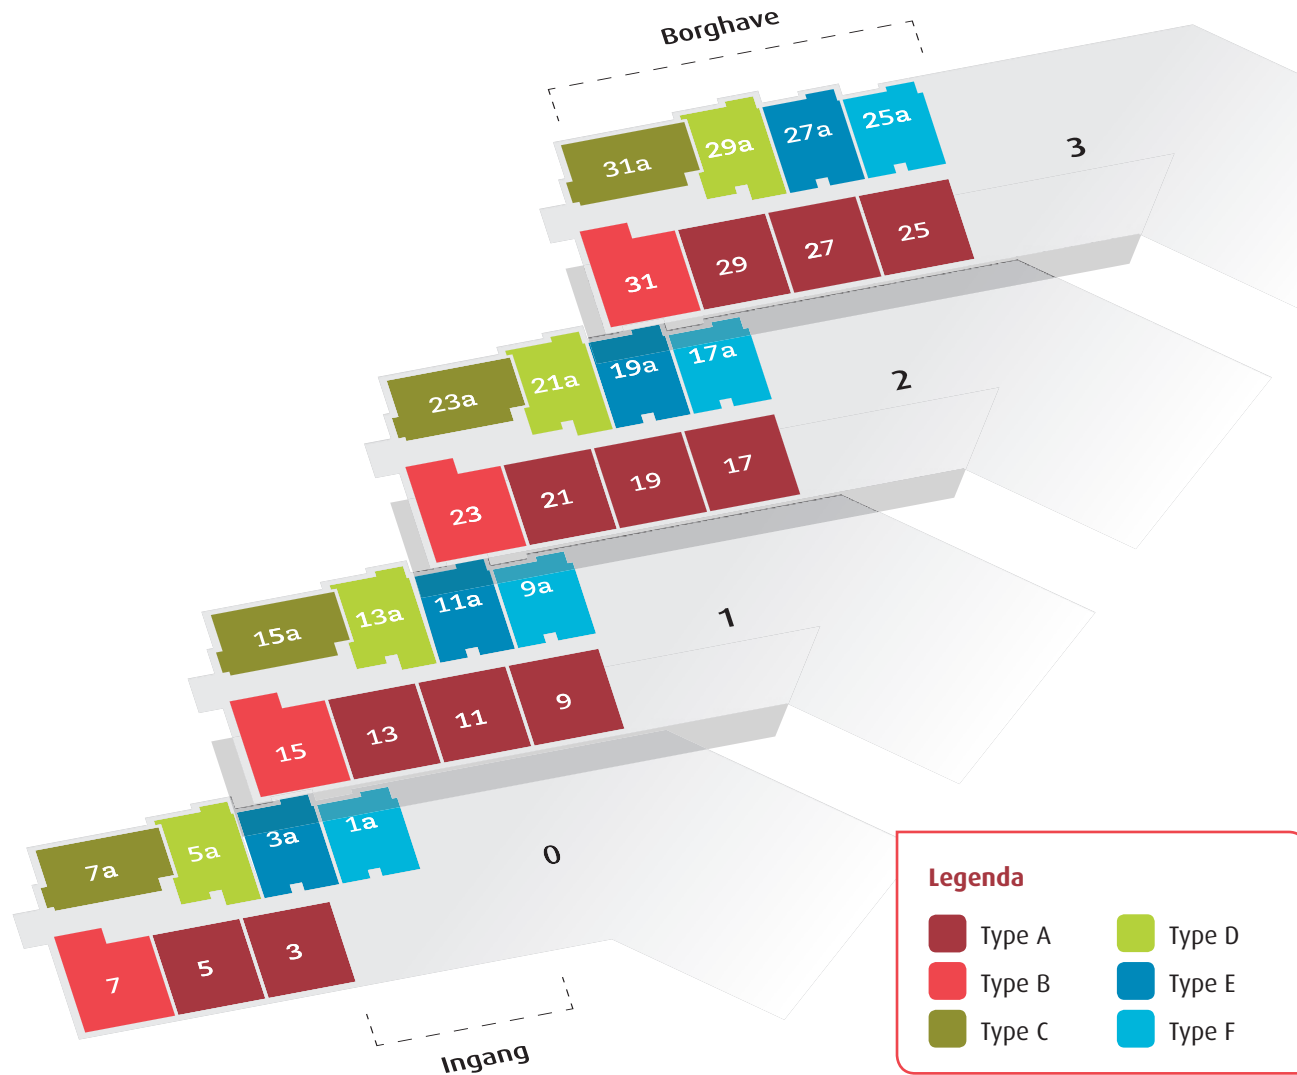 Borghave
31a 29a 27a 25a
3
31 29 27 25
23a 21a 19a 17a
2
23 21 19 17
15a 13a 11a 9a
1
15 13 11 9
7a 5a 3a 1a
0
7 5 3
Ingang
Legenda
Type A Type D
Type B Type E
Type C Type F